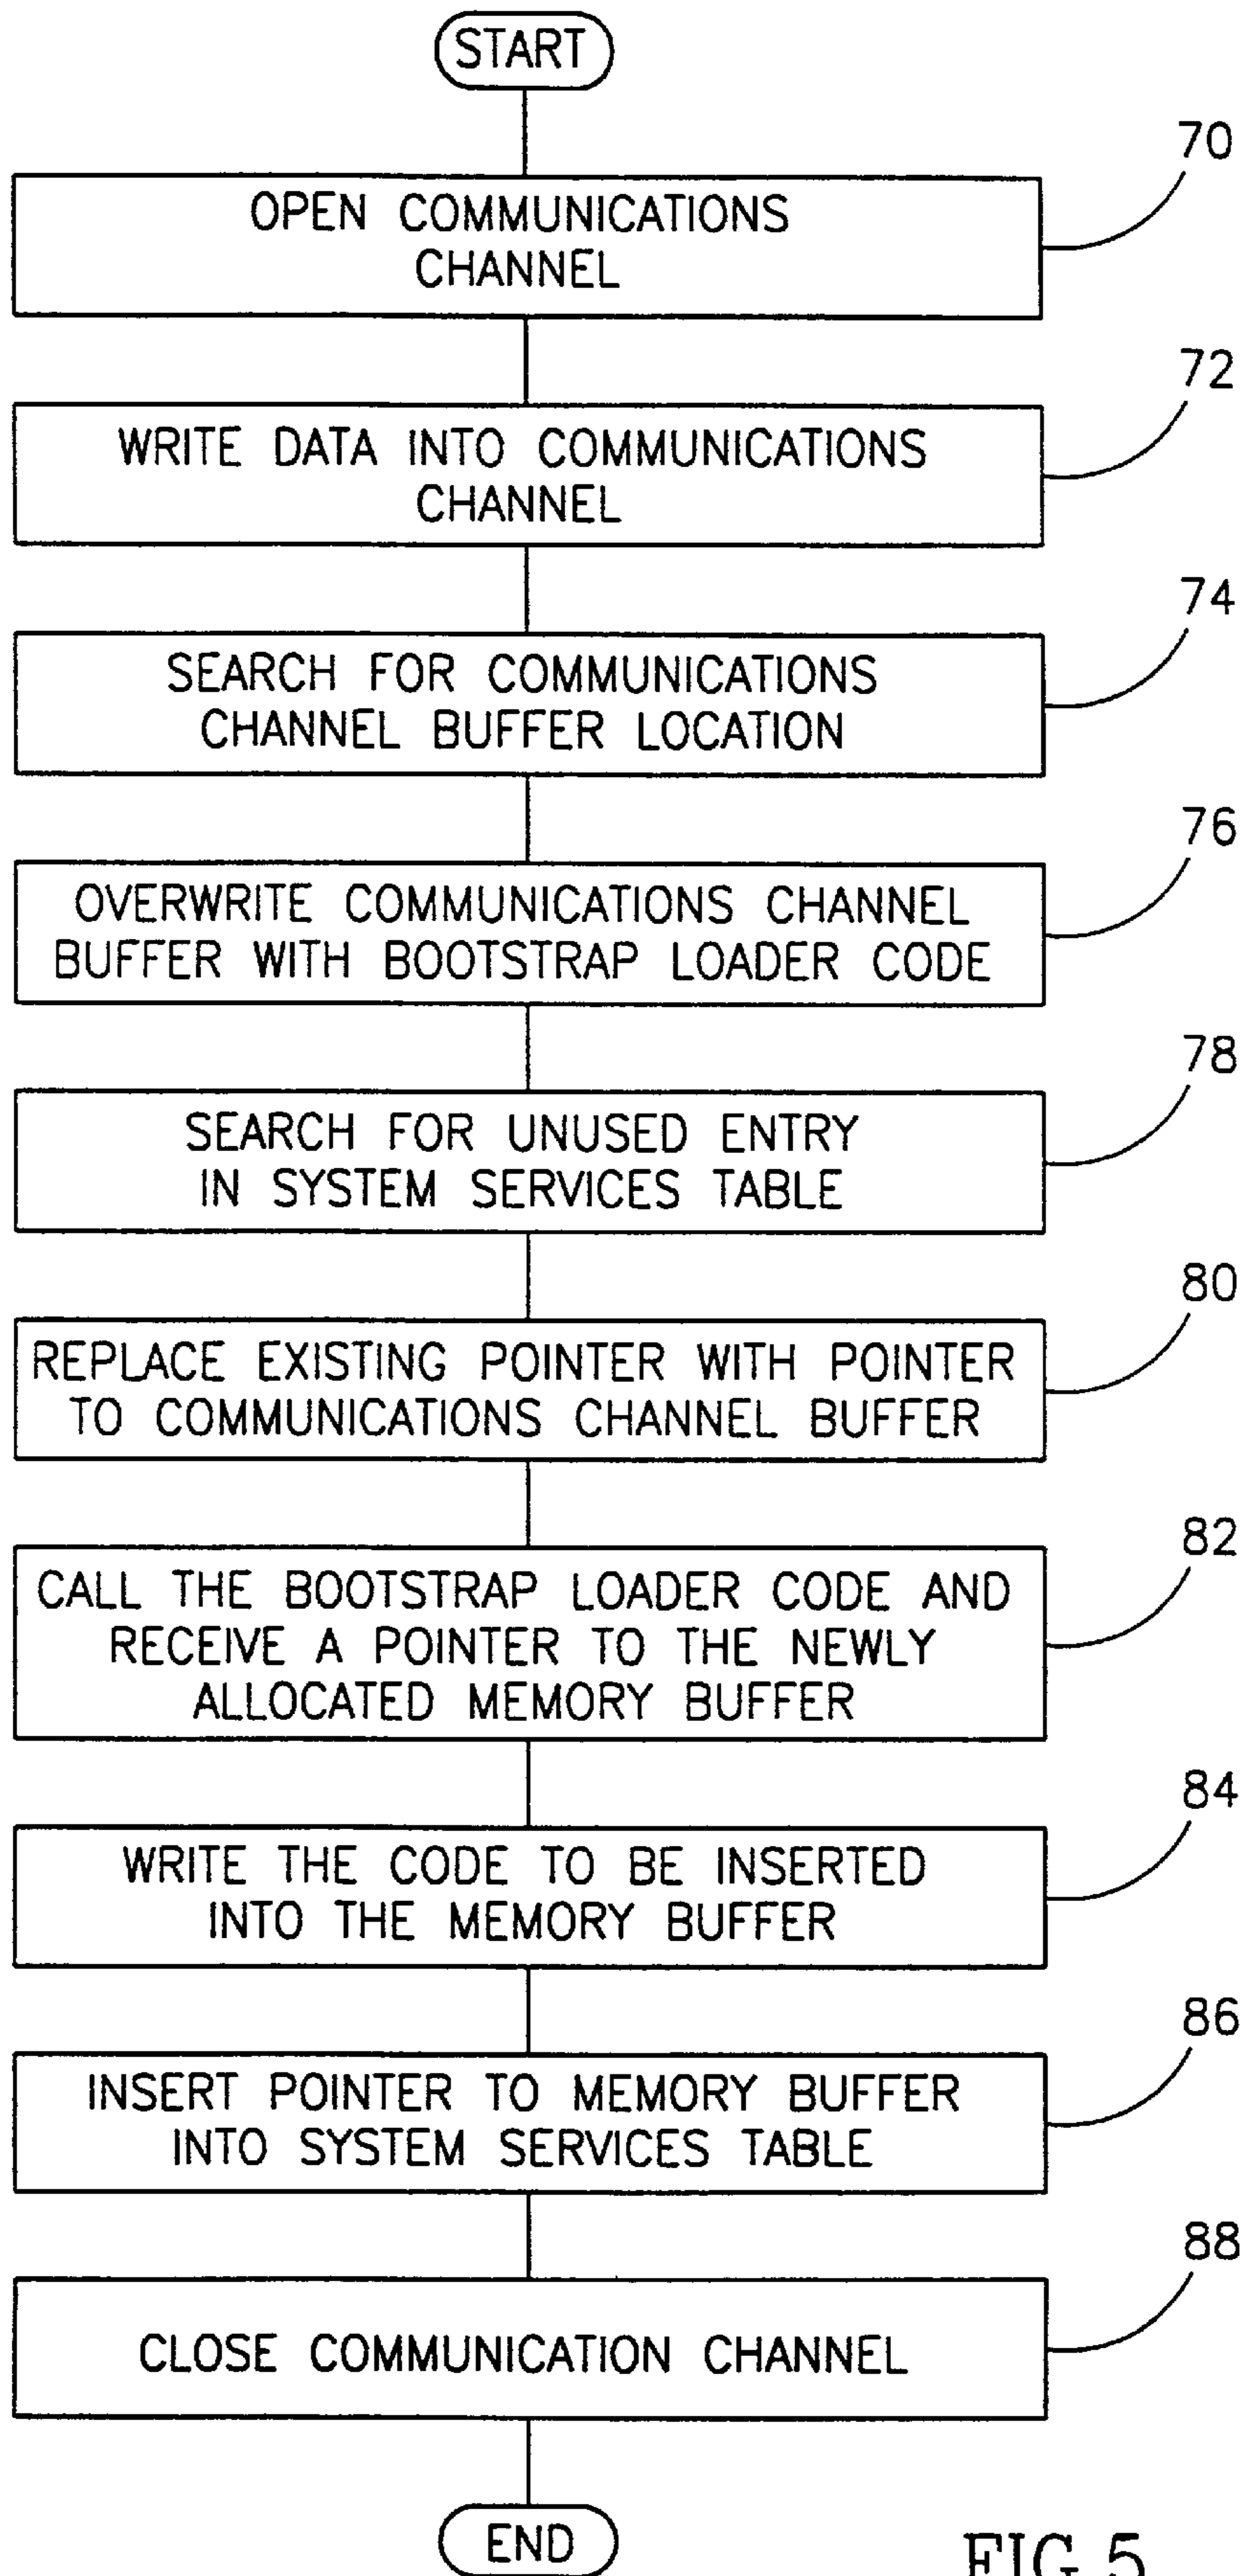 START
70
OPEN COMMUNICATIONS
CHANNEL
72
WRITE DATA INTO COMMUNICATIONS
CHANNEL
74
SEARCH FOR COMMUNICATIONS
CHANNEL BUFFER LOCATION
76
OVERWRITE COMMUNICATIONS CHANNEL
BUFFER WITH BOOTSTRAP LOADER CODE
78
SEARCH FOR UNUSED ENTRY
IN SYSTEM SERVICES TABLE
80
REPLACE EXISTING POINTER WITH POINTER
TO COMMUNICATIONS CHANNEL BUFFER
82
CALL THE BOOTSTRAP LOADER CODE AND
RECEIVE A POINTER TO THE NEWLY
ALLOCATED MEMORY BUFFER
84
WRITE THE CODE TO BE INSERTED
INTO THE MEMORY BUFFER
86
INSERT POINTER TO MEMORY BUFFER
INTO SYSTEM SERVICES TABLE
88
CLOSE COMMUNICATION CHANNEL
END
FIG.5